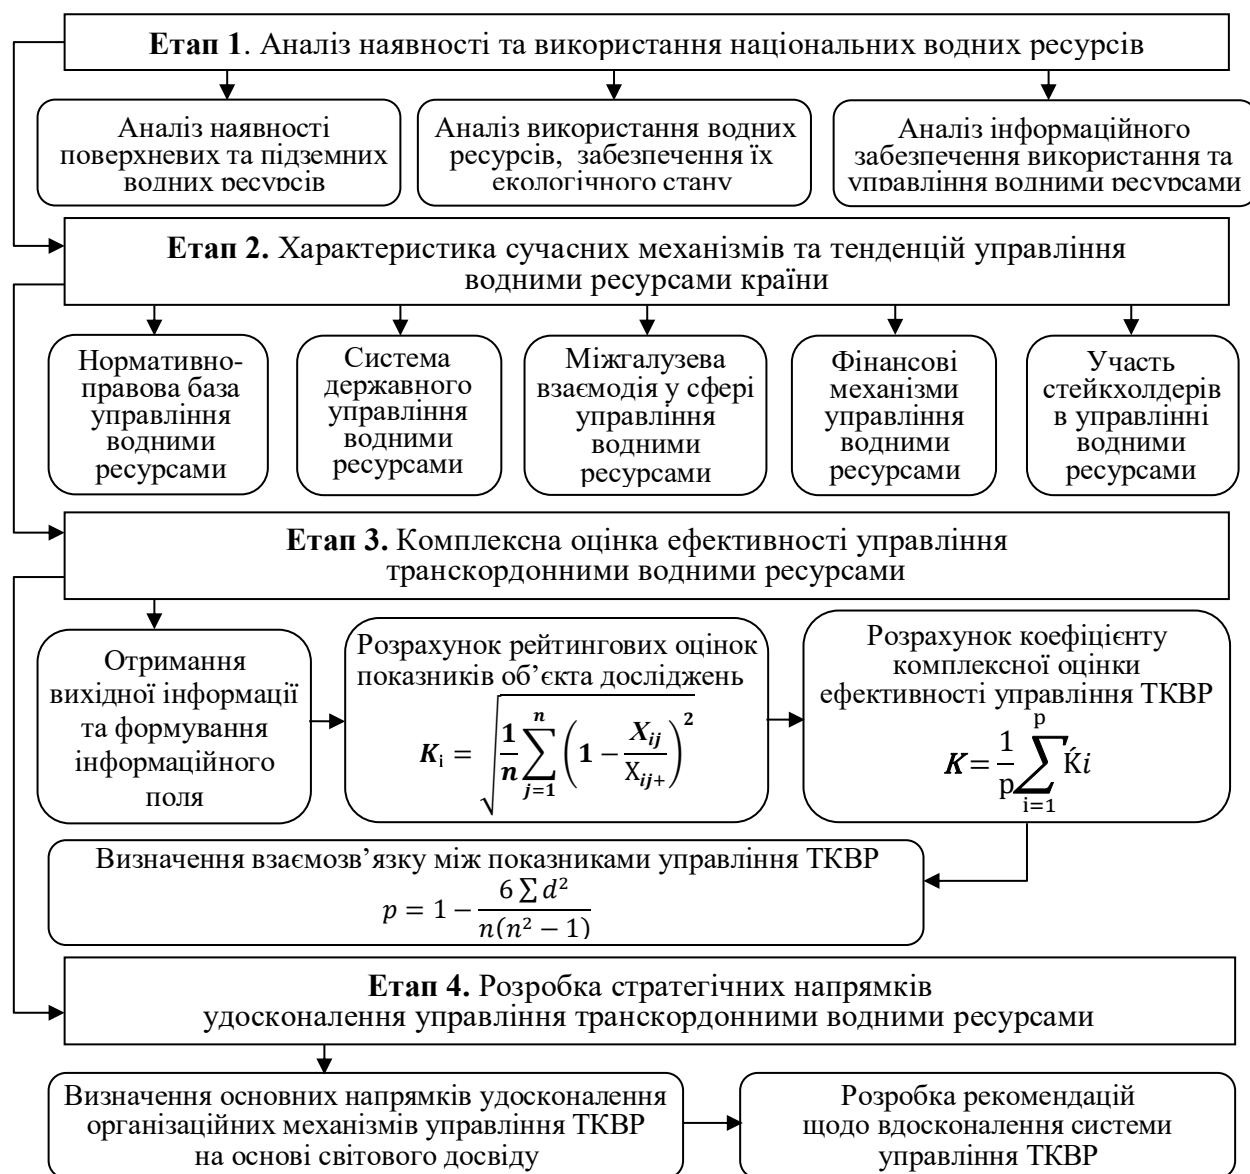 Етап 1. Аналіз наявності та використання національних водних ресурсів
Аналіз наявності
поверхневих та підземних
водних ресурсів
Аналіз використання водних
ресурсів, забезпечення їх
екологічного стану
Аналіз інформаційного
забезпечення використання та
управління водними ресурсами
Етап 2. Характеристика сучасних механізмів та тенденцій управління
водними ресурсами країни
Нормативно-
правова база
управління
водними
ресурсами
Система
державного
управління
водними
ресурсами
Міжгалузева
взаємодія у сфері
управління
водними
ресурсами
Фінансові
механізми
управління
водними
ресурсами
Участь
стейкхолдерів
в управлінні
водними
ресурсами
Етап 3. Комплексна оцінка ефективності управління
транскордонними водними ресурсами
Отримання
вихідної інформації
та формування
інформаційного
поля
Розрахунок рейтингових оцінок
показників об’єкта досліджень
K_i = √(1/n ∑_{j=1}^{n} (1 − X_{ij}/X_{ij+})^2)
Розрахунок коефіцієнту
комплексної оцінки
ефективності управління ТКВР
K = 1/p ∑_{i=1}^{p} Ḱi
Визначення взаємозв’язку між показниками управління ТКВР
p = 1 − 6 ∑ d² / n(n² − 1)
Етап 4. Розробка стратегічних напрямків
удосконалення управління транскордонними водними ресурсами
Визначення основних напрямків удосконалення
організаційних механізмів управління ТКВР
на основі світового досвіду
Розробка рекомендацій
щодо вдосконалення системи
управління ТКВР